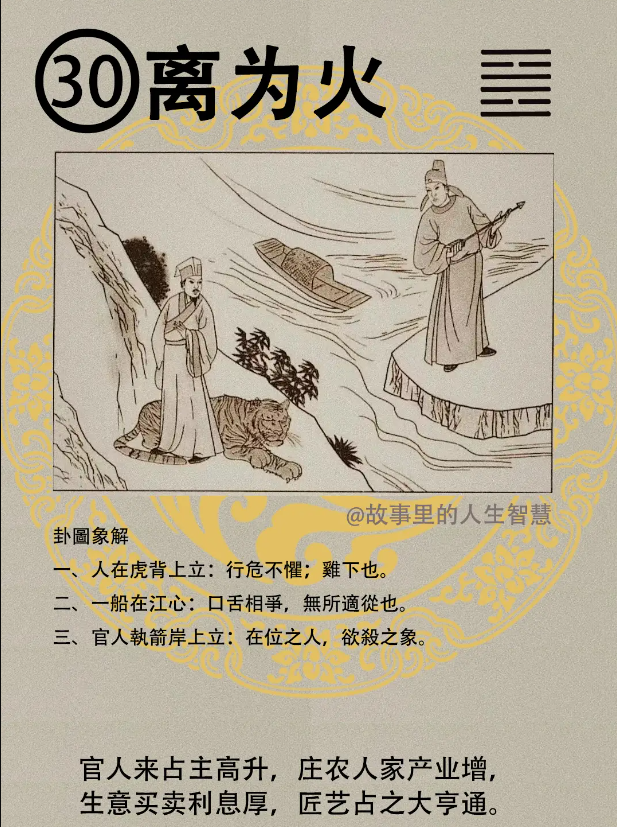 30 离为火
@故事里的人生智慧
卦圖象解
一、人在虎背上立：行危不懼；雞下也。
二、一船在江心：口舌相爭，無所適從也。
三、官人執箭岸上立：在位之人，欲殺之象。
官人来占主高升，庄农人家产业增，
生意买卖利息厚，匠艺占之大亨通。